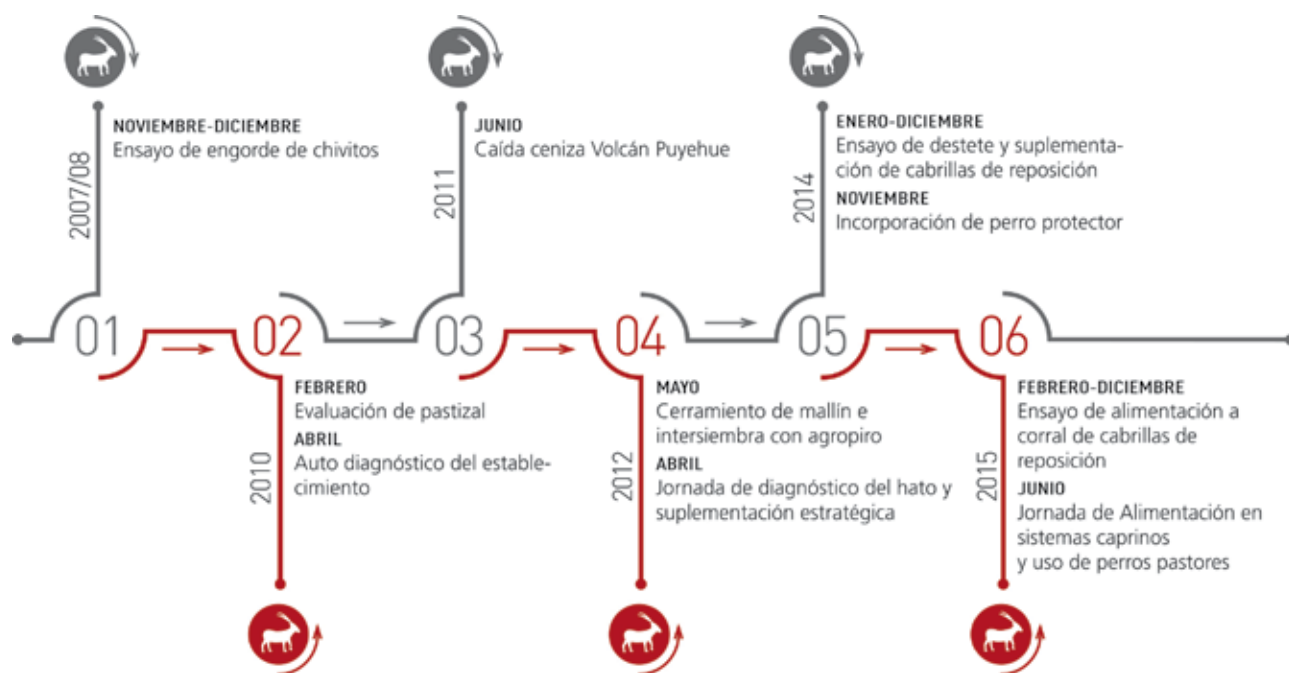 2007/08
NOVIEMBRE-DICIEMBRE
Ensayo de engorde de chivitos
01
02
2010
FEBRERO
Evaluación de pastizal
ABRIL
Auto diagnóstico del estable-
cimiento
2011
JUNIO
Caída ceniza Volcán Puyehue
03
04
2012
MAYO
Cerramiento de mallín e
intersiembra con agropiro
ABRIL
Jornada de diagnóstico del hato y
suplementación estratégica
2014
ENERO-DICIEMBRE
Ensayo de destete y suplementa-
ción de cabrillas de reposición
NOVIEMBRE
Incorporación de perro protector
05
06
2015
FEBRERO-DICIEMBRE
Ensayo de alimentación a
corral de cabrillas de
reposición
JUNIO
Jornada de Alimentación en
sistemas caprinos
y uso de perros pastores